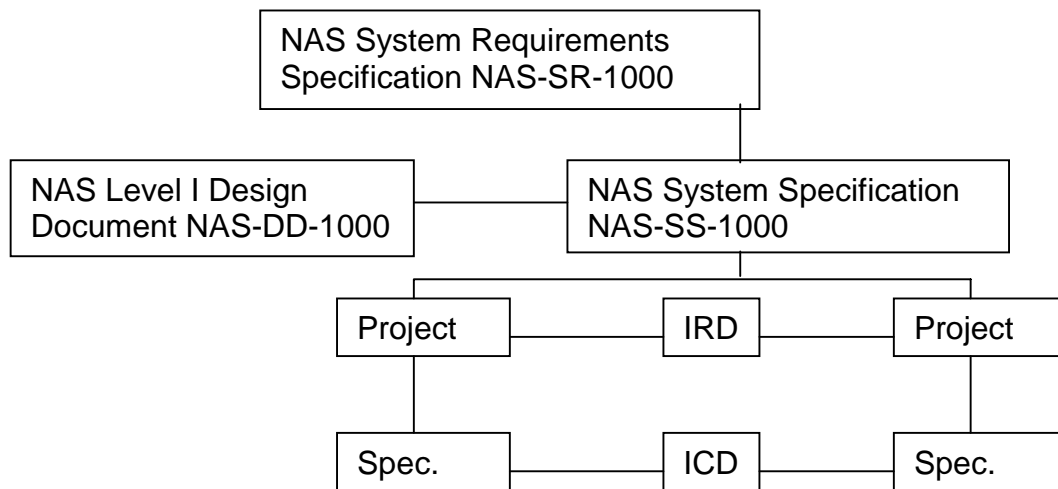 NAS System Requirements
Specification NAS-SR-1000
NAS Level I Design
Document NAS-DD-1000
NAS System Specification
NAS-SS-1000
Project
IRD
Project
Spec.
ICD
Spec.